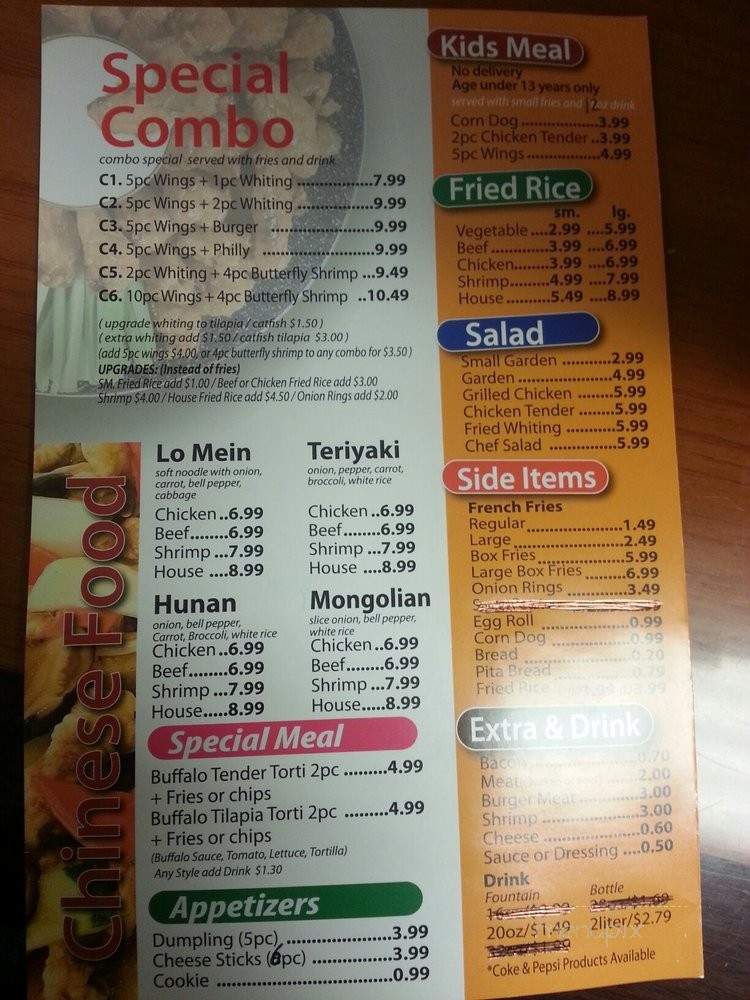 Special
Combo
combo special served with fries and drink
C1. 5pc Wings + 1pc Whiting ..................7.99
C2. 5pc Wings + 2pc Whiting ..................9.99
C3. 5pc Wings + Burger ........................9.99
C4. 5pc Wings + Philly ...........................9.99
C5. 2pc Whiting + 4pc Butterfly Shrimp ...9.49
C6. 10pc Wings + 4pc Butterfly Shrimp ..10.49
( upgrade whiting to tilapia / catfish $1.50 )
( extra whiting add $1.50 / catfish tilapia $3.00 )
(add 5pc wings $4.00, or 4pc butterfly shrimp to any combo for $3.50 )
UPGRADES: (Instead of fries)
SM. Fried Rice add $1.00 / Beef or Chicken Fried Rice add $3.00
Shrimp $4.00 / House Fried Rice add $4.50 / Onion Rings add $2.00
Chinese Food
Lo Mein
soft noodle with onion,
carrot, bell pepper,
cabbage
Chicken..6.99
Beef........6.99
Shrimp ...7.99
House ....8.99
Teriyaki
onion, pepper, carrot,
broccoli, white rice
Chicken ..6.99
Beef........6.99
Shrimp ...7.99
House ....8.99
Hunan
onion, bell pepper,
Carrot, Broccoli, white rice
Chicken..6.99
Beef........6.99
Shrimp ...7.99
House.....8.99
Mongolian
slice onion, bell pepper,
white rice
Chicken..6.99
Beef........6.99
Shrimp ...7.99
House.....8.99
Special Meal
Buffalo Tender Torti 2pc .........4.99
+ Fries or chips
Buffalo Tilapia Torti 2pc .........4.99
+ Fries or chips
(Buffalo Sauce, Tomato, Lettuce, Tortilla)
Any Style add Drink $1.30
Appetizers
Dumpling (5pc).......................3.99
Cheese Sticks (pc) .................3.99
Cookie ....................................0.99
Kids Meal
No delivery
Age under 13 years only
served with small fries and 12oz drink
Corn Dog ..................3.99
2pc Chicken Tender ..3.99
5pc Wings.................4.99
Fried Rice
sm. lg.
Vegetable ....2.99 ....5.99
Beef..............3.99 ....6.99
Chicken........3.99 ....6.99
Shrimp.........4.99 ....7.99
House ..........5.49 ....8.99
Salad
Small Garden ............2.99
Garden ......................4.99
Grilled Chicken ........5.99
Chicken Tender ........5.99
Fried Whiting ...........5.99
Chef Salad ................5.99
Side Items
French Fries
Regular......................1.49
Large .........................2.49
Box Fries....................5.99
Large Box Fries ........6.99
Onion Rings .............3.49
Egg Roll ....................0.99
Corn Dog ..................0.99
Bread ........................0.20
Pita Bread .................0.79
Fried Rice
Extra & Drink
Bacon ........................0.70
Meat ..........................2.00
Burger Meat .............3.00
Shrimp ......................3.00
Cheese ......................0.60
Sauce or Dressing ....0.50
Drink
Fountain
20oz/$1.49
Bottle
2liter/$2.79
*Coke & Pepsi Products Available
menupix